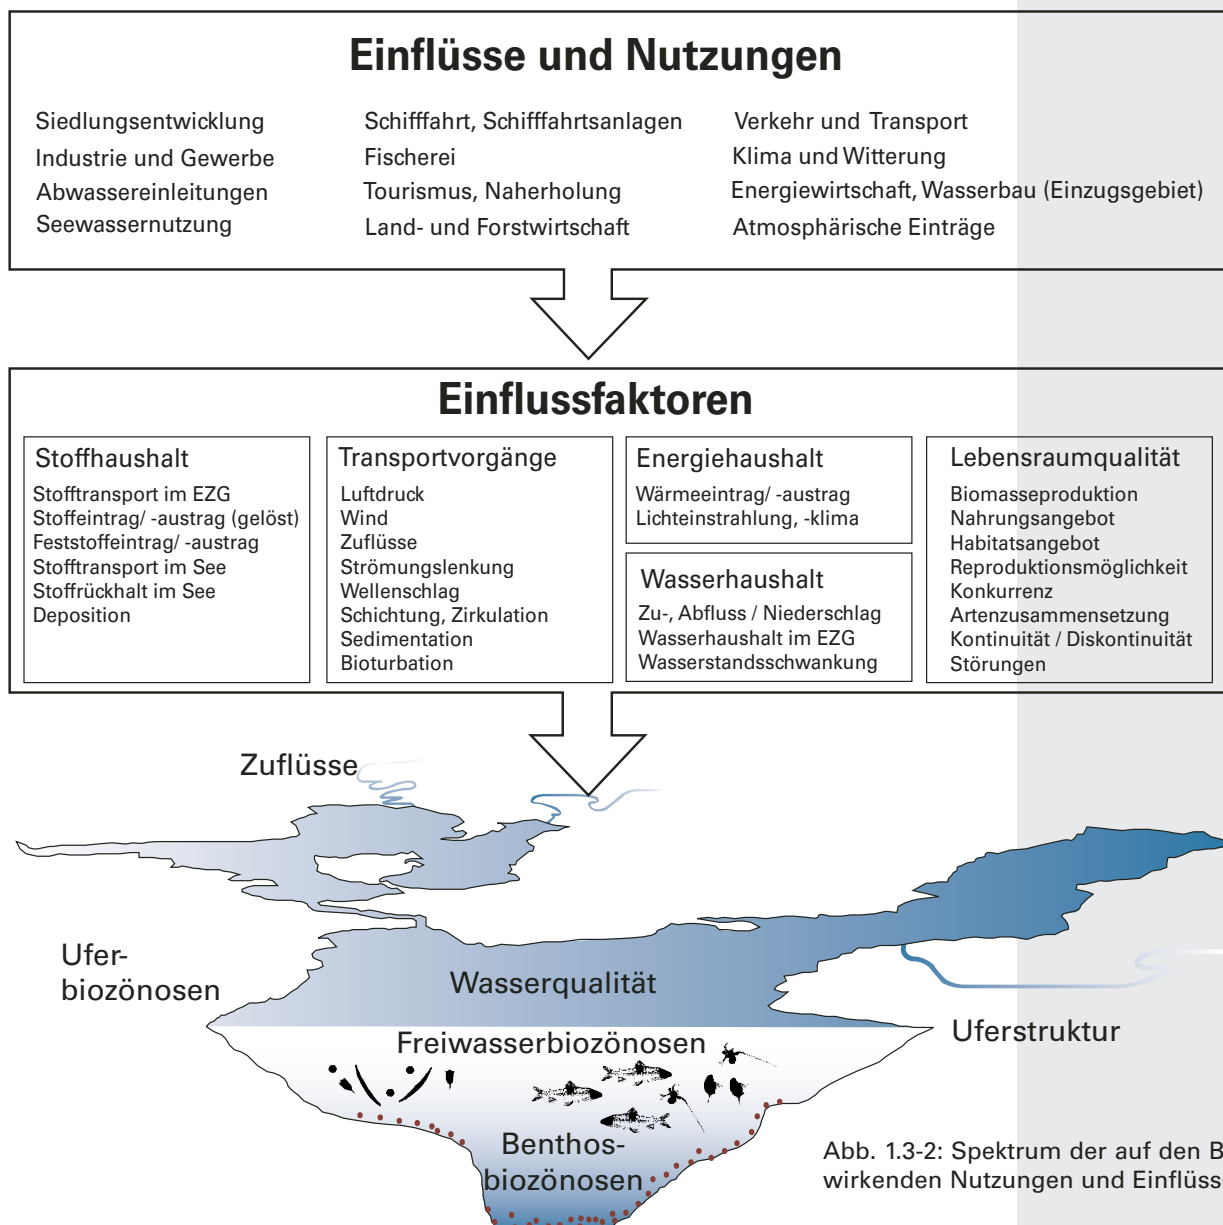 Einflüsse und Nutzungen
Siedlungsentwicklung
Industrie und Gewerbe
Abwassereinleitungen
Seewassernutzung
Schifffahrt, Schifffahrtsanlagen
Fischerei
Tourismus, Naherholung
Land- und Forstwirtschaft
Verkehr und Transport
Klima und Witterung
Energiewirtschaft, Wasserbau (Einzugsgebiet)
Atmosphärische Einträge
Einflussfaktoren
Stoffhaushalt
Stofftransport im EZG
Stoffeintrag/ -austrag (gelöst)
Feststoffeintrag/ -austrag
Stofftransport im See
Stoffrückhalt im See
Deposition
Transportvorgänge
Luftdruck
Wind
Zuflüsse
Strömungslenkung
Wellenschlag
Schichtung, Zirkulation
Sedimentation
Bioturbation
Energiehaushalt
Wärmeeintrag/ -austrag
Lichteinstrahlung, -klima
Wasserhaushalt
Zu-, Abfluss / Niederschlag
Wasserhaushalt im EZG
Wasserstandsschwankung
Lebensraumqualität
Biomasseproduktion
Nahrungsangebot
Habitatsangebot
Reproduktionsmöglichkeit
Konkurrenz
Artenzusammensetzung
Kontinuität / Diskontinuität
Störungen
Zuflüsse
Ufer-
biozönosen
Wasserqualität
Uferstruktur
Freiwasserbiozönosen
Benthos-
biozönosen
Abb. 1.3-2: Spektrum der auf den B
wirkenden Nutzungen und Einflüss